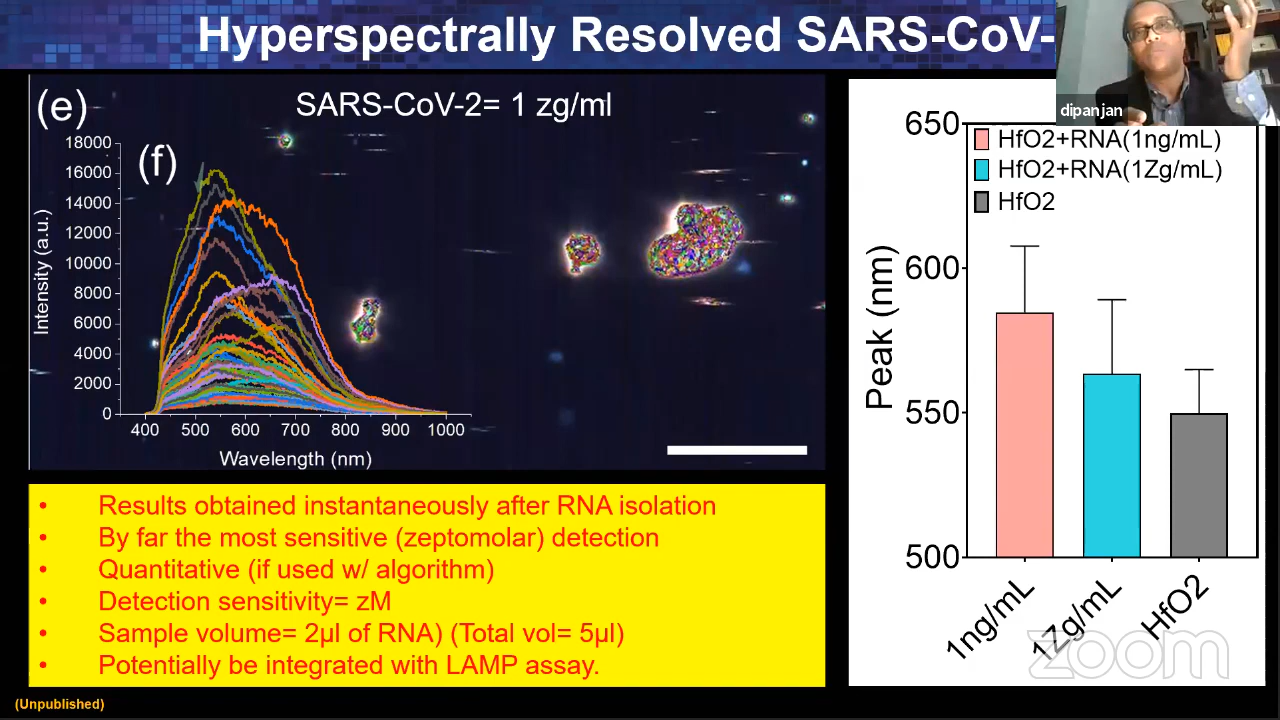 Hyperspectrally Resolved SARS-CoV-
dipanjan
(e)
SARS-CoV-2= 1 zg/ml
(f)
18000
16000
14000
12000
10000
8000
6000
4000
2000
0
Intensity (a.u.)
400 500 600 700 800 900 1000
Wavelength (nm)
650
600
550
500
Peak (nm)
HfO2+RNA(1ng/mL)
HfO2+RNA(1Zg/mL)
HfO2
1ng/mL
1Zg/mL
HfO2
• Results obtained instantaneously after RNA isolation
• By far the most sensitive (zeptomolar) detection
• Quantitative (if used w/ algorithm)
• Detection sensitivity= zM
• Sample volume= 2µl of RNA) (Total vol= 5µl)
• Potentially be integrated with LAMP assay.
zoom
(Unpublished)